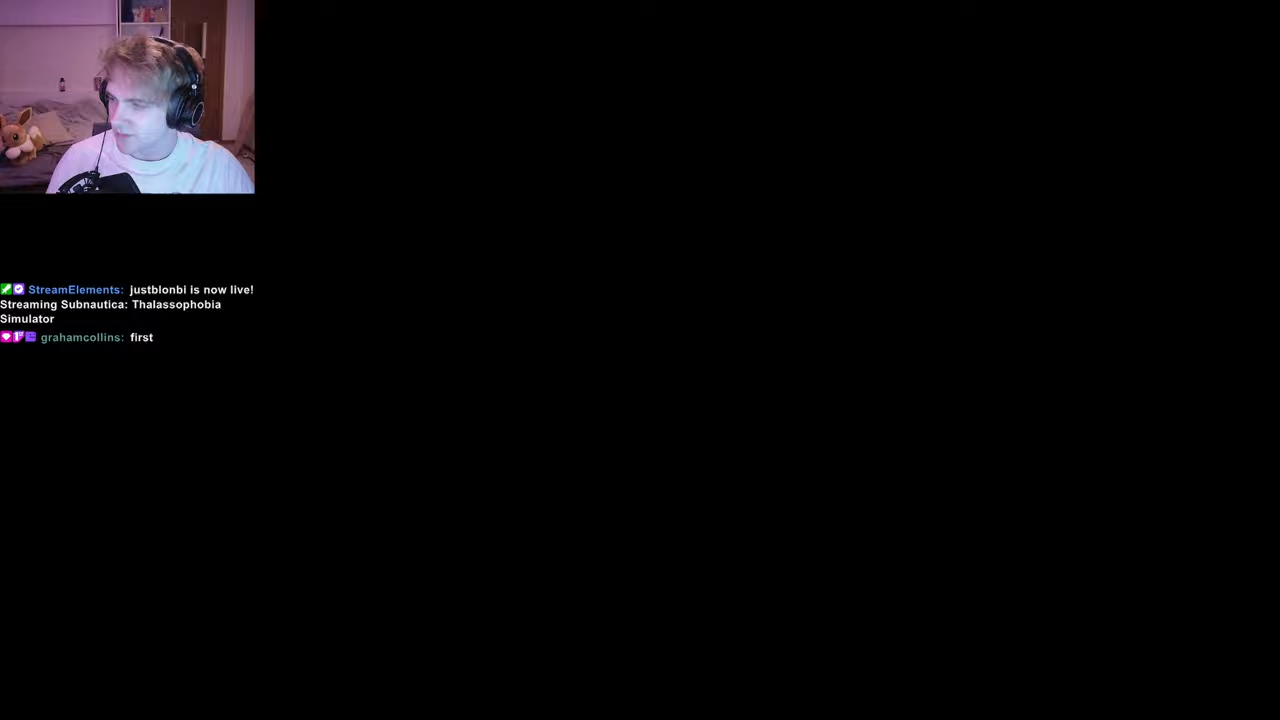 StreamElements: justblonbi is now live!
Streaming Subnautica: Thalassophobia
Simulator
grahamcollins: first